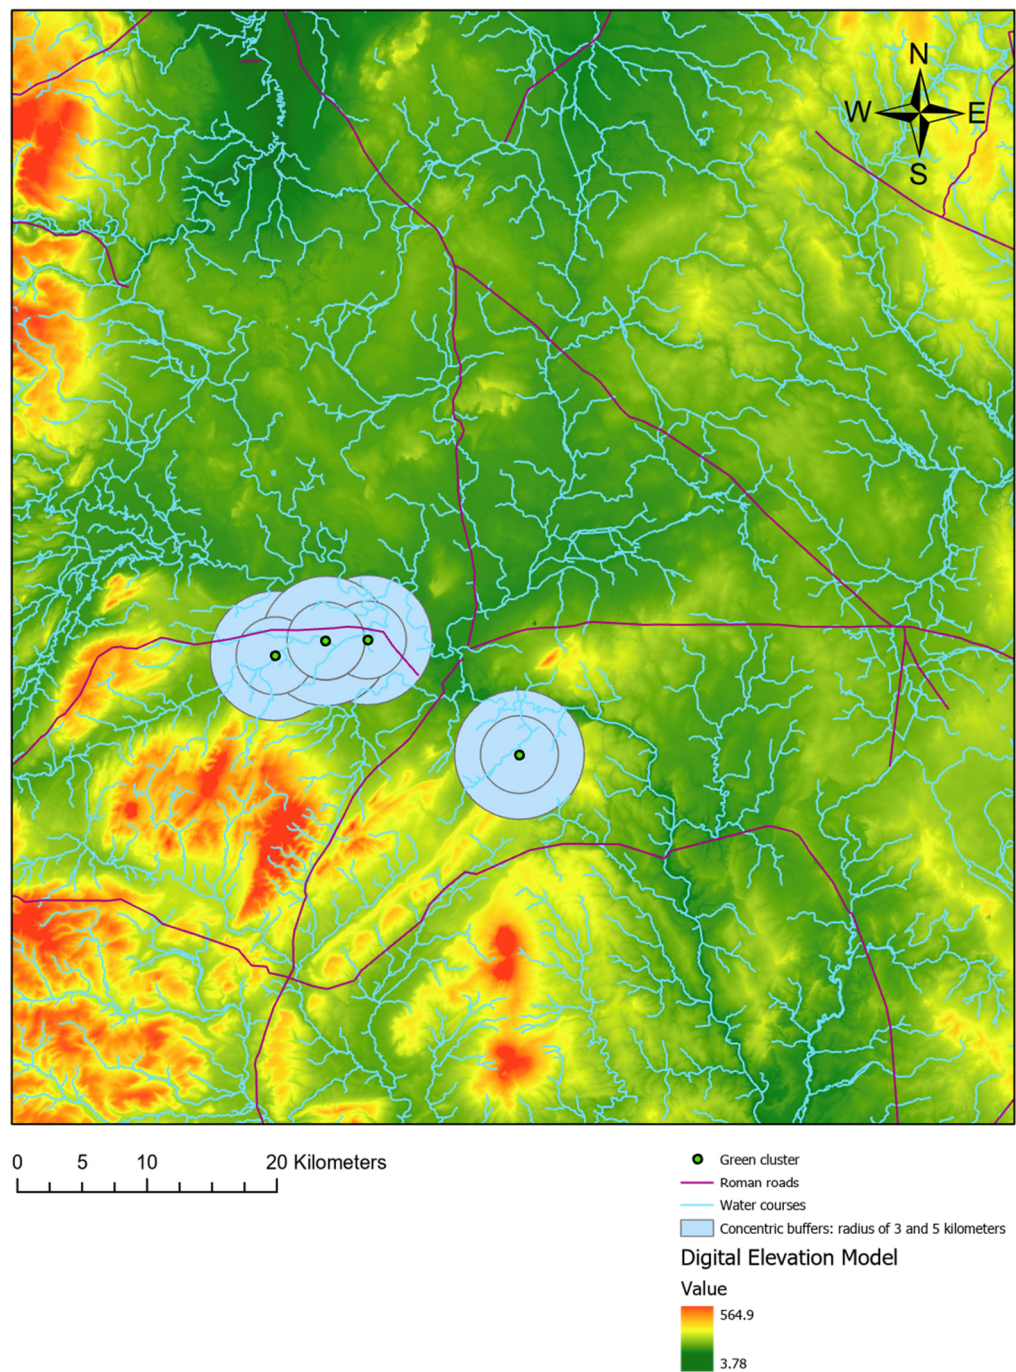 N
W E
S
0 5 10 20 Kilometers
Green cluster
Roman roads
Water courses
Concentric buffers: radius of 3 and 5 kilometers
Digital Elevation Model
Value
564.9
3.78